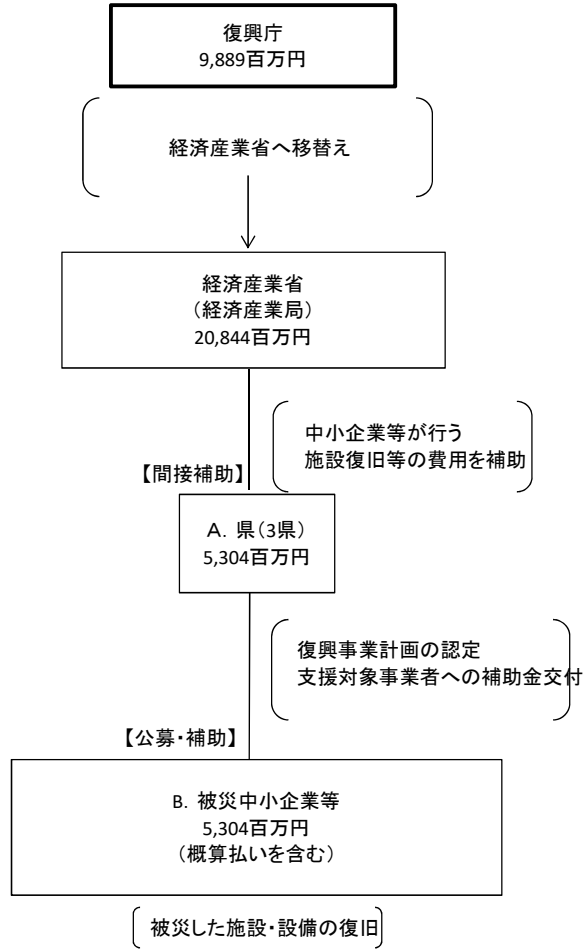 復興庁
9,889百万円
経済産業省へ移替え
経済産業省
（経済産業局）
20,844百万円
中小企業等が行う
施設復旧等の費用を補助
【間接補助】
A. 県（3県）
5,304百万円
復興事業計画の認定
支援対象事業者への補助金交付
【公募・補助】
B. 被災中小企業等
5,304百万円
（概算払いを含む）
被災した施設・設備の復旧